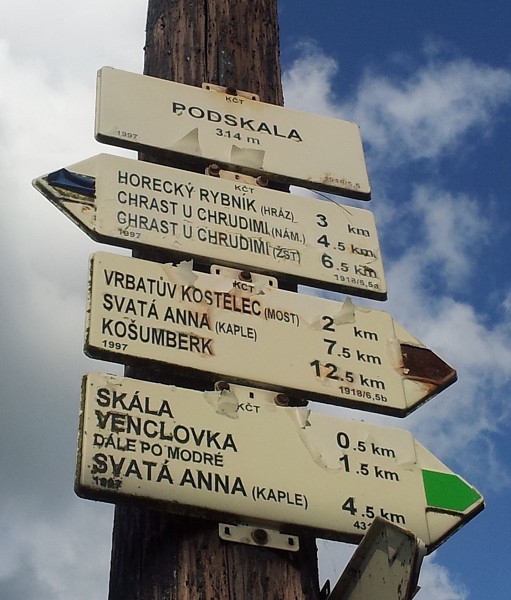 KČT
PODSKALA
314 m
1997
1918/6,5
KČT
HORECKÝ RYBNÍK (HRÁZ) 3 km
CHRAST U CHRUDIMI (NÁM.) 4.5 km
CHRAST U CHRUDIMI (ŽST) 6.5 km
1997 1918/6,5a
KČT
VRBATŮV KOSTELEC (MOST) 2 km
SVATÁ ANNA (KAPLE) 7.5 km
KOŠUMBERK 12.5 km
1997 1918/6,5b
KČT
SKÁLA 0.5 km
VENCLOVKA 1.5 km
DÁLE PO MODRÉ
SVATÁ ANNA (KAPLE) 4.5 km